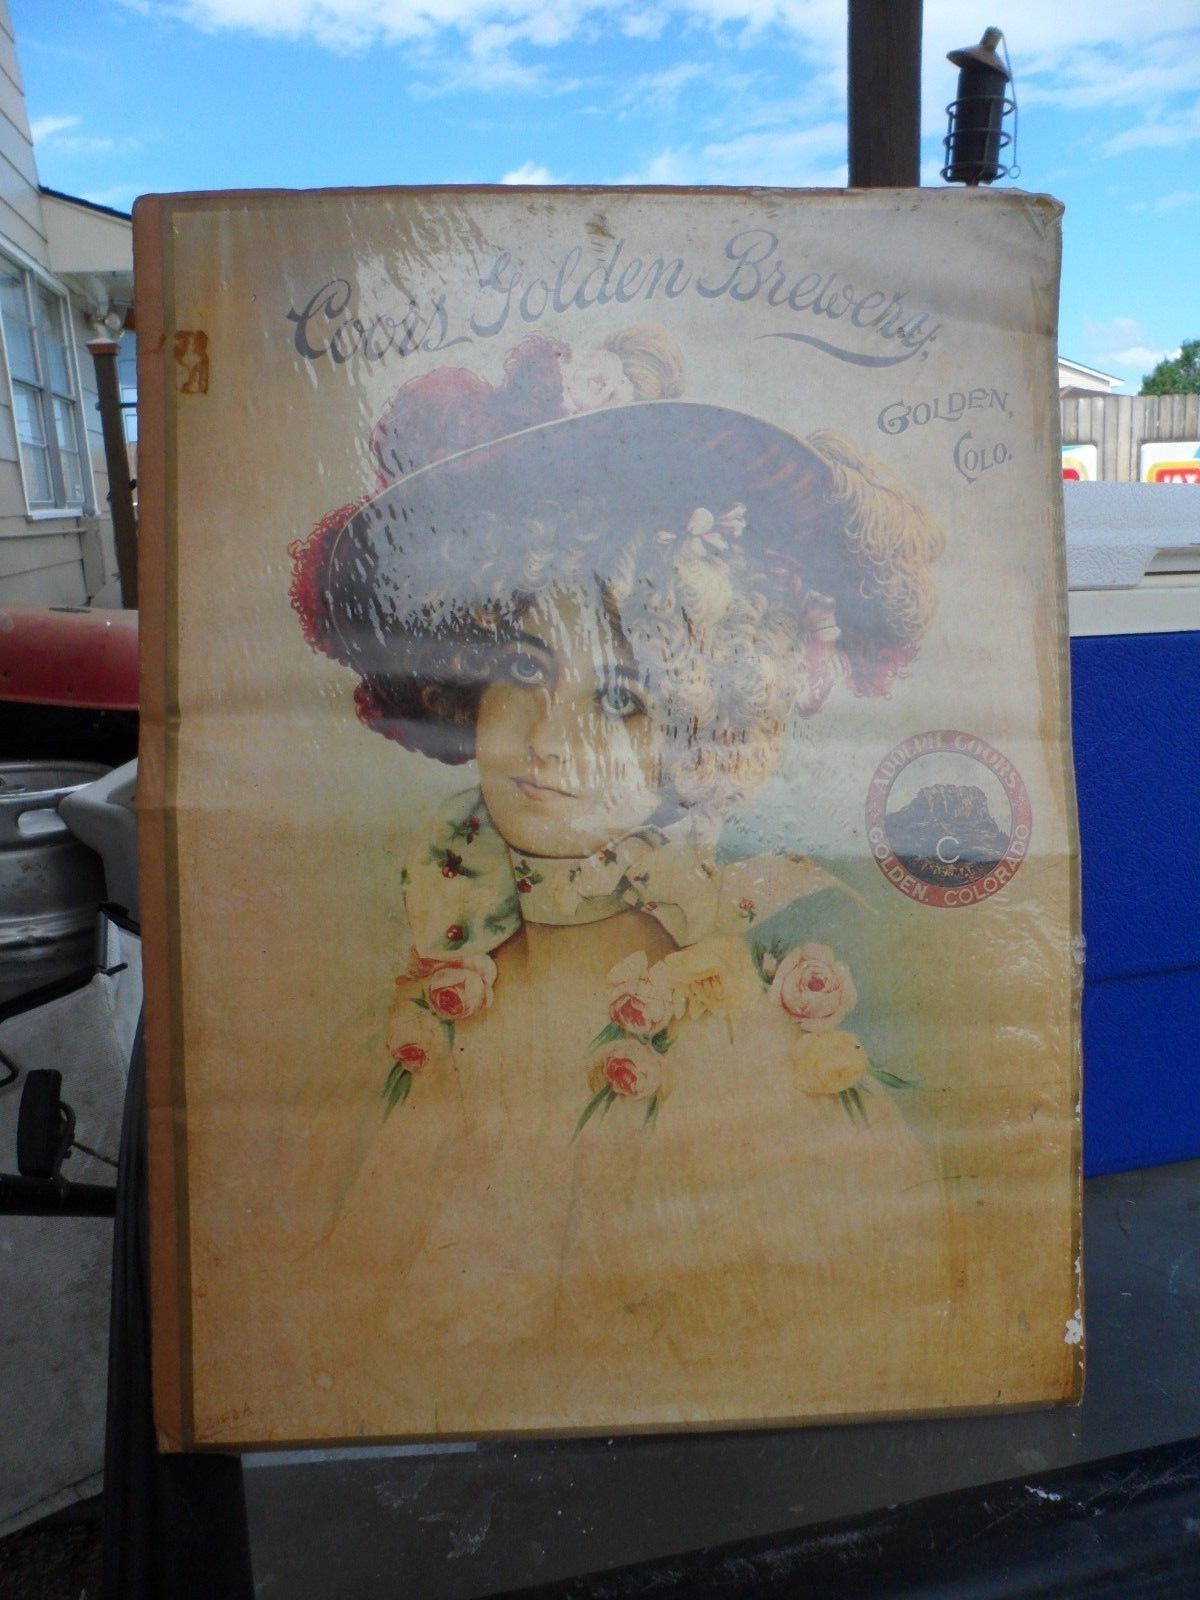 Coors Golden Brewery,
GOLDEN,
COLO.
ADOLPH COORS
C
GOLDEN, COLORADO